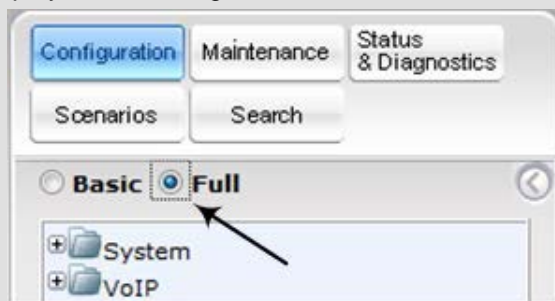 Configuration Maintenance Status
& Diagnostics
Scenarios Search
Basic Full
System
VoIP